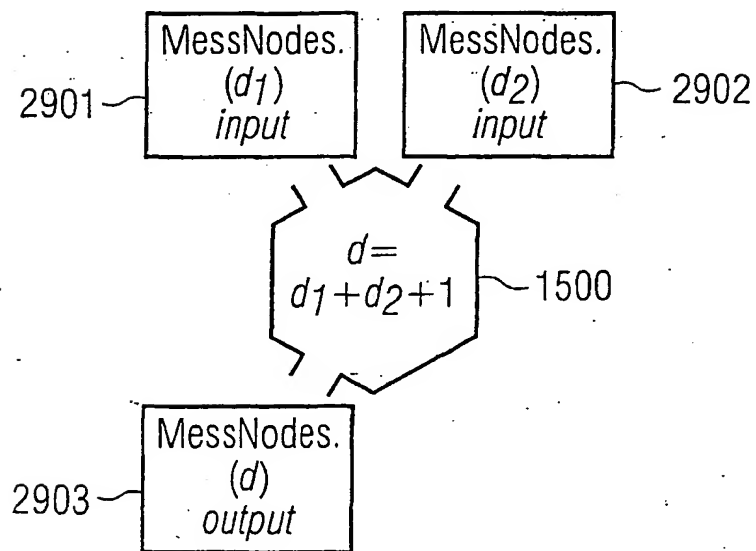 MessNodes.
(d1)
input
MessNodes.
(d2)
input
2901
2902
d=
d1+d2+1
1500
MessNodes.
(d)
output
2903